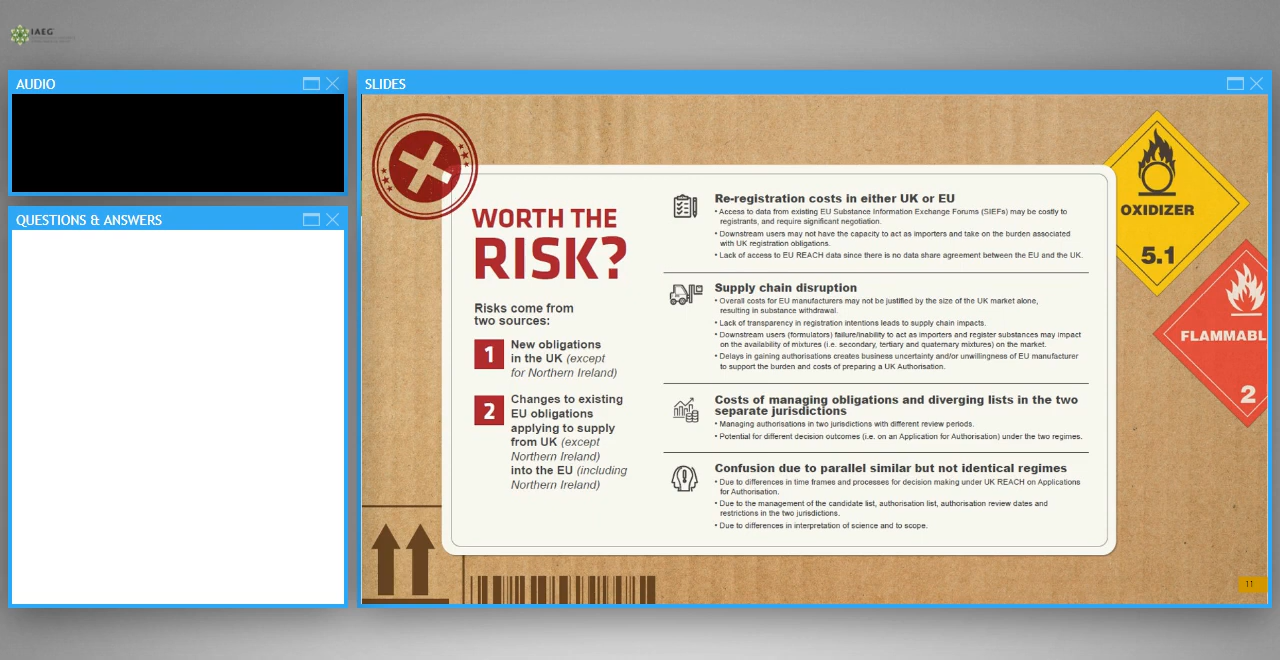 IAEG
AUDIO
QUESTIONS & ANSWERS
SLIDES
WORTH THE
RISK?
Risks come from
two sources:
1
New obligations
in the UK (except
for Northern Ireland)
2
Changes to existing
EU obligations
applying to supply
from UK (except
Northern Ireland)
into the EU (including
Northern Ireland)
Re-registration costs in either UK or EU
• Access to data from existing EU Substance Information Exchange Forums (SIEFs) may be costly to
registrants, and require significant negotiation.
• Downstream users may not have the capacity to act as importers and take on the burden associated
with UK registration obligations.
• Lack of access to EU REACH data since there is no data share agreement between the EU and the UK.
Supply chain disruption
• Overall costs for EU manufacturers may not be justified by the size of the UK market alone,
resulting in substance withdrawal.
• Lack of transparency in registration intentions leads to supply chain impacts.
• Downstream users (formulators) failure/inability to act as importers and register substances may impact
on the availability of mixtures (i.e. secondary, tertiary and quaternary mixtures) on the market.
• Delays in gaining authorisations creates business uncertainty and/or unwillingness of EU manufacturer
to support the burden and costs of preparing a UK Authorisation.
Costs of managing obligations and diverging lists in the two
separate jurisdictions
• Managing authorisations in two jurisdictions with different review periods.
• Potential for different decision outcomes (i.e. on an Application for Authorisation) under the two regimes.
Confusion due to parallel similar but not identical regimes
• Due to differences in time frames and processes for decision making under UK REACH on Applications
for Authorisation.
• Due to the management of the candidate list, authorisation list, authorisation review dates and
restrictions in the two jurisdictions.
• Due to differences in interpretation of science and to scope.
OXIDIZER
5.1
FLAMMABL
2
11